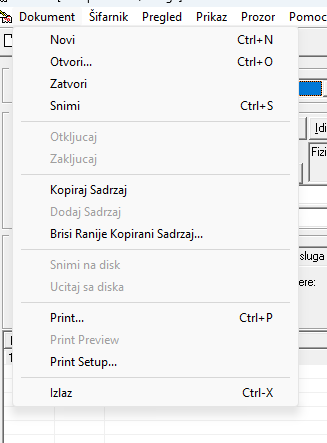 Dokument Šifarnik Pregled Prikaz Prozor Pomoc
Novi Ctrl+N
Otvori... Ctrl+O
Zatvori
Snimi Ctrl+S
Otkljucaj
Zakljucaj
Kopiraj Sadrzaj
Dodaj Sadrzaj
Brisi Ranije Kopirani Sadrzaj...
Snimi na disk
Ucitaj sa diska
Print... Ctrl+P
Print Preview
Print Setup...
Izlaz Ctrl-X
Idi
Fizi
sluga
ere: